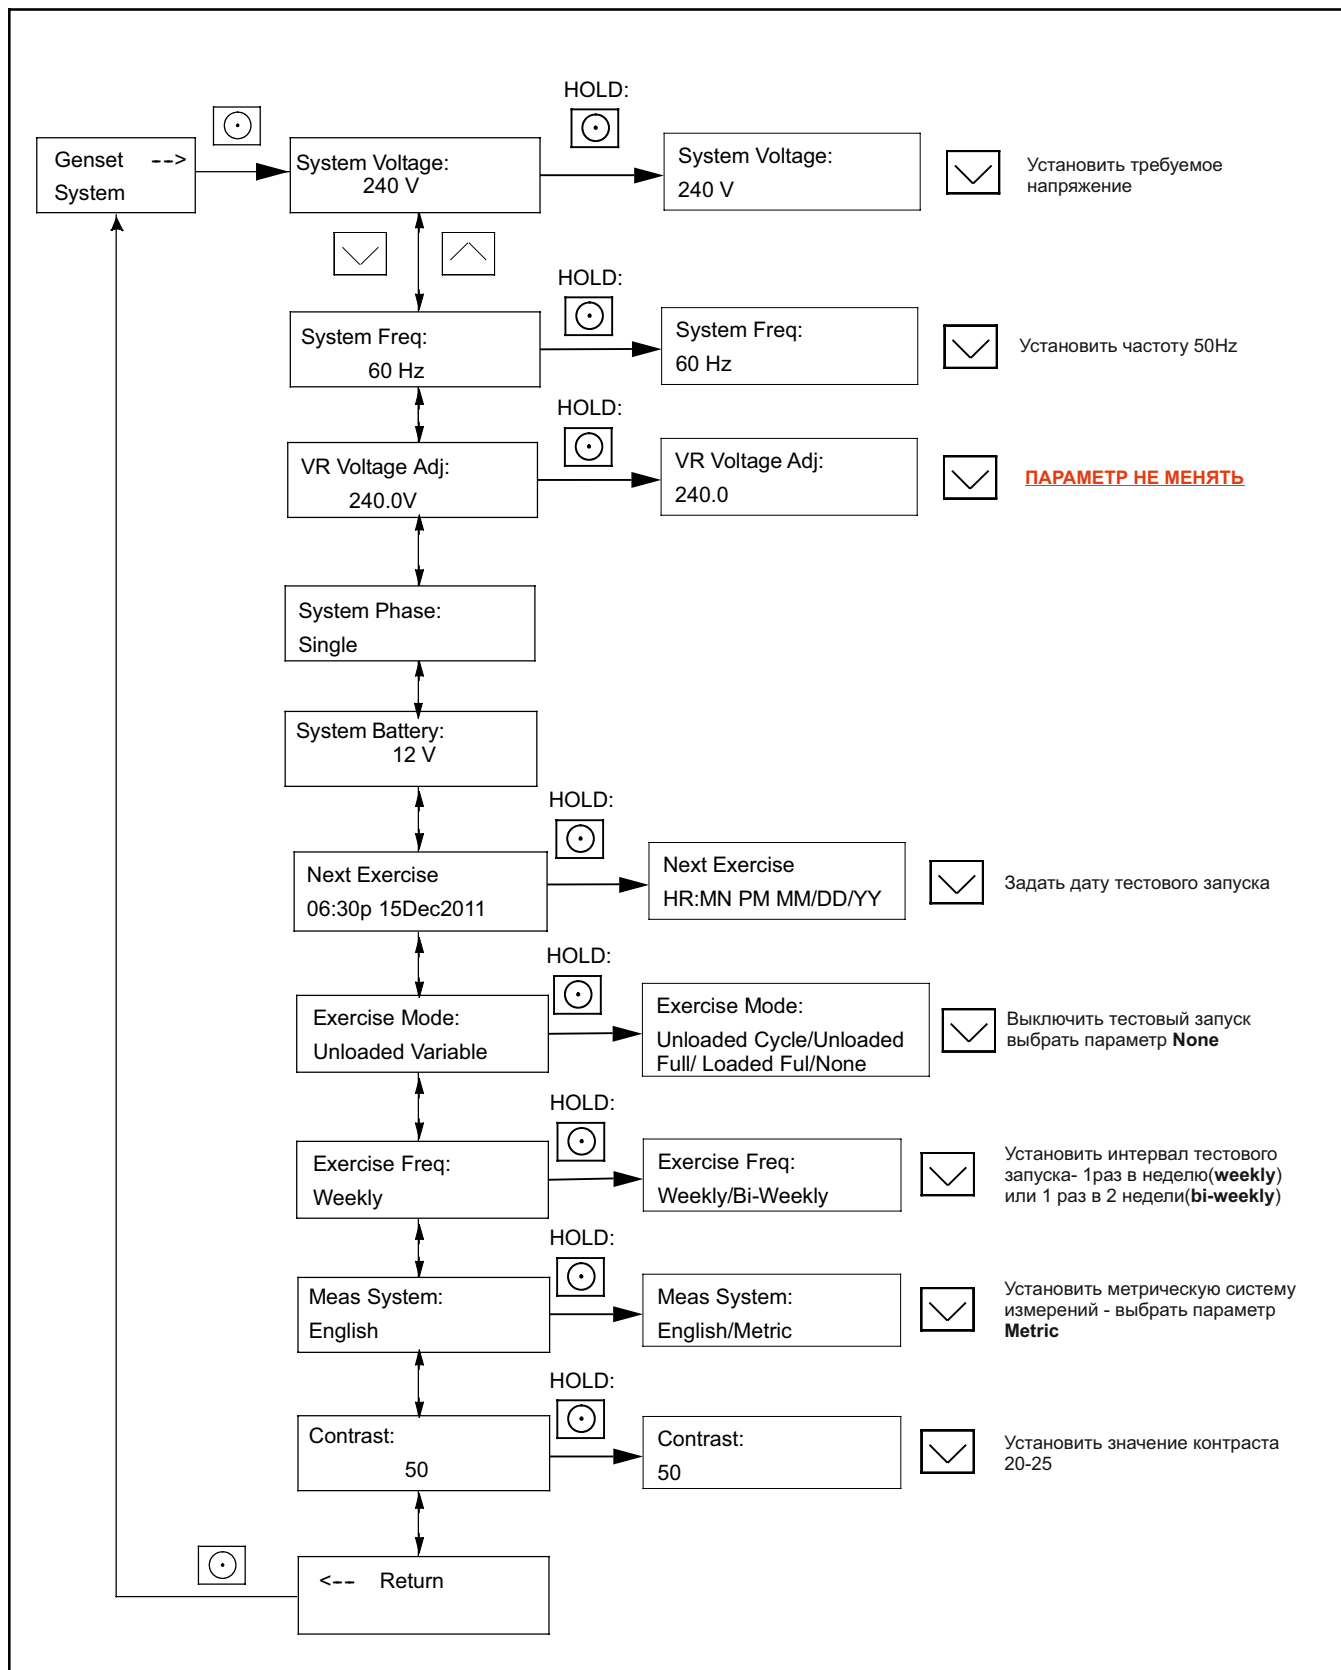 HOLD:
Genset -->
System
System Voltage:
240 V
System Voltage:
240 V
Установить требуемое
напряжение
HOLD:
System Freq:
60 Hz
System Freq:
60 Hz
Установить частоту 50Hz
HOLD:
VR Voltage Adj:
240.0V
VR Voltage Adj:
240.0
ПАРАМЕТР НЕ МЕНЯТЬ
System Phase:
Single
System Battery:
12 V
HOLD:
Next Exercise
06:30p 15Dec2011
Next Exercise
HR:MN PM MM/DD/YY
Задать дату тестового запуска
HOLD:
Exercise Mode:
Unloaded Variable
Exercise Mode:
Unloaded Cycle/Unloaded
Full/ Loaded Ful/None
Выключить тестовый запуск
выбрать параметр None
HOLD:
Exercise Freq:
Weekly
Exercise Freq:
Weekly/Bi-Weekly
Установить интервал тестового
запуска- 1раз в неделю(weekly)
или 1 раз в 2 недели(bi-weekly)
HOLD:
Meas System:
English
Meas System:
English/Metric
Установить метрическую систему
измерений - выбрать параметр
Metric
HOLD:
Contrast:
50
Contrast:
50
Установить значение контраста
20-25
<-- Return